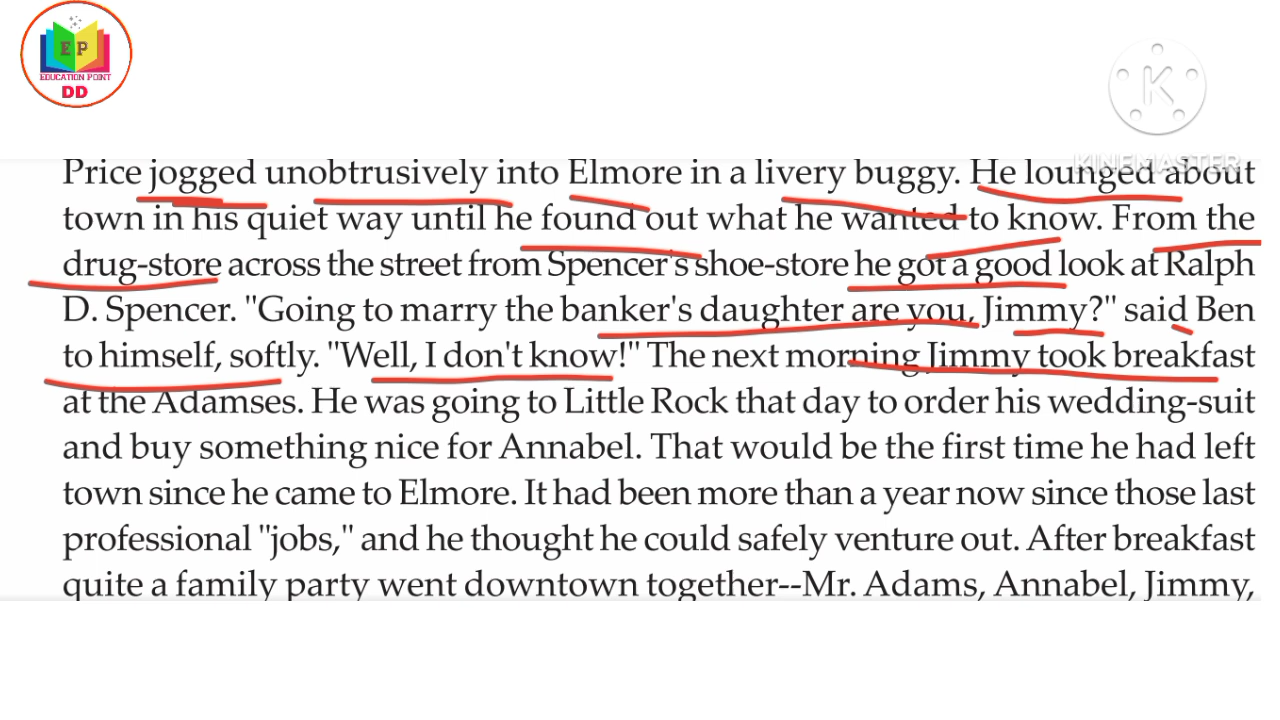 EP
EDUCATION POINT
DD
K
KINEMASTER
Price jogged unobtrusively into Elmore in a livery buggy. He lounged about
town in his quiet way until he found out what he wanted to know. From the
drug-store across the street from Spencer's shoe-store he got a good look at Ralph
D. Spencer. "Going to marry the banker's daughter are you, Jimmy?" said Ben
to himself, softly. "Well, I don't know!" The next morning Jimmy took breakfast
at the Adamses. He was going to Little Rock that day to order his wedding-suit
and buy something nice for Annabel. That would be the first time he had left
town since he came to Elmore. It had been more than a year now since those last
professional "jobs," and he thought he could safely venture out. After breakfast
quite a family party went downtown together--Mr. Adams, Annabel, Jimmy,